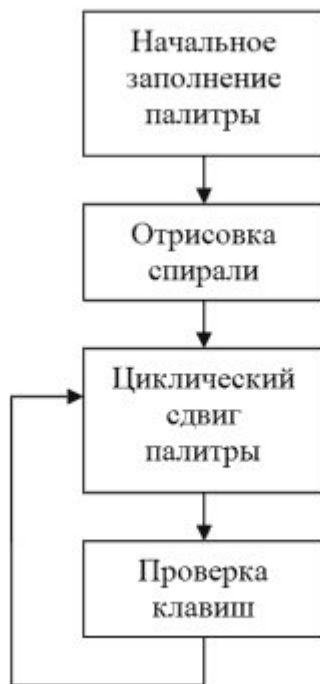 Начальное
заполнение
палитры
Отрисовка
спирали
Циклический
сдвиг
палитры
Проверка
клавиш